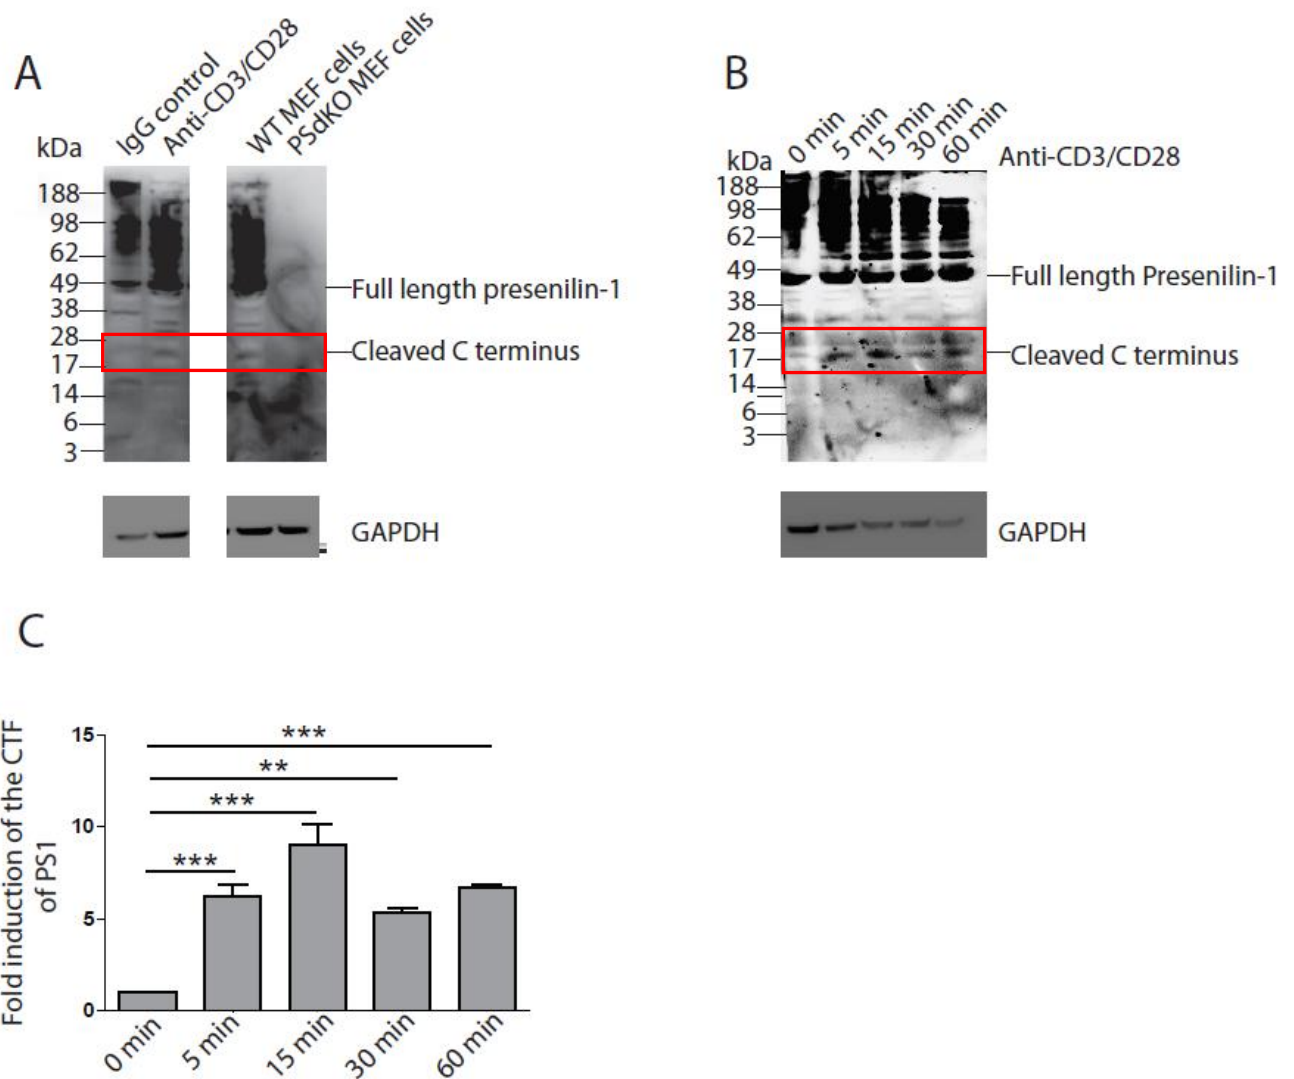 A
IgG control
Anti-CD3/CD28
WT MEF cells
PSdKO MEF cells
kDa
188
98
62
49
38
28
17
14
6
3
Full length presenilin-1
Cleaved C terminus
GAPDH
B
0 min
5 min
15 min
30 min
60 min
Anti-CD3/CD28
kDa
188
98
62
49
38
28
17
14
6
3
Full length Presenilin-1
Cleaved C terminus
GAPDH
C
Fold induction of the CTF
of PS1
15
10
5
0
***
**
***
***
0 min
5 min
15 min
30 min
60 min